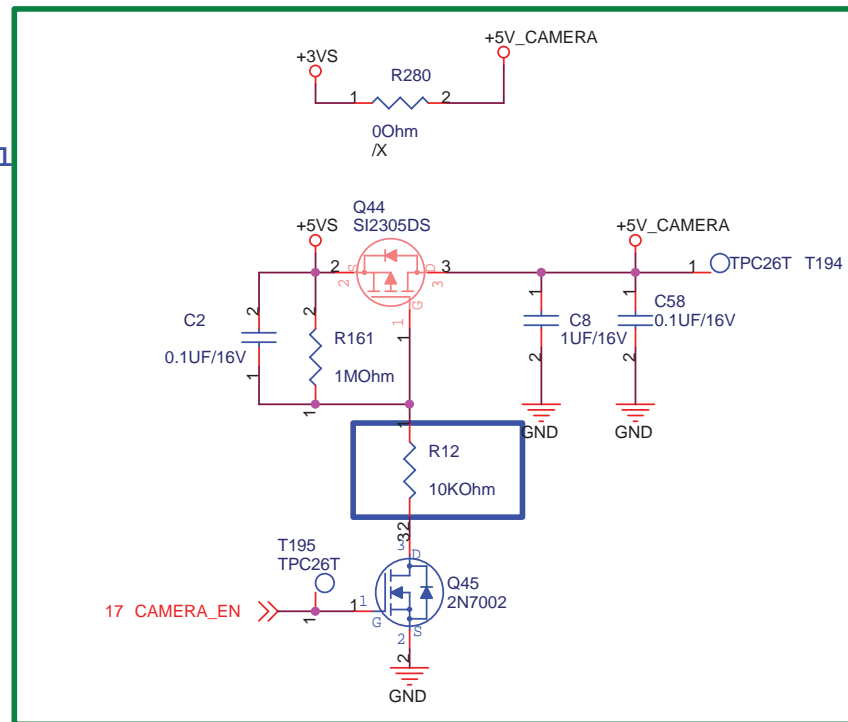 +5V_CAMERA
+3VS
R280
1 2
0Ohm
/X
1
Q44
SI2305DS
+5VS
+5V_CAMERA
2 S D 3
2 3
1 TPC26T T194
G
1
1
2 2
C2
0.1UF/16V
1
R161
1MOhm
1
1 1
C8
1UF/16V
C58
0.1UF/16V
2 2
GND GND
1
R12
10KOhm
2
3
3 D
T195
TPC26T
Q45
2N7002
17 CAMERA_EN
1 1
G
1
2 S
2
GND